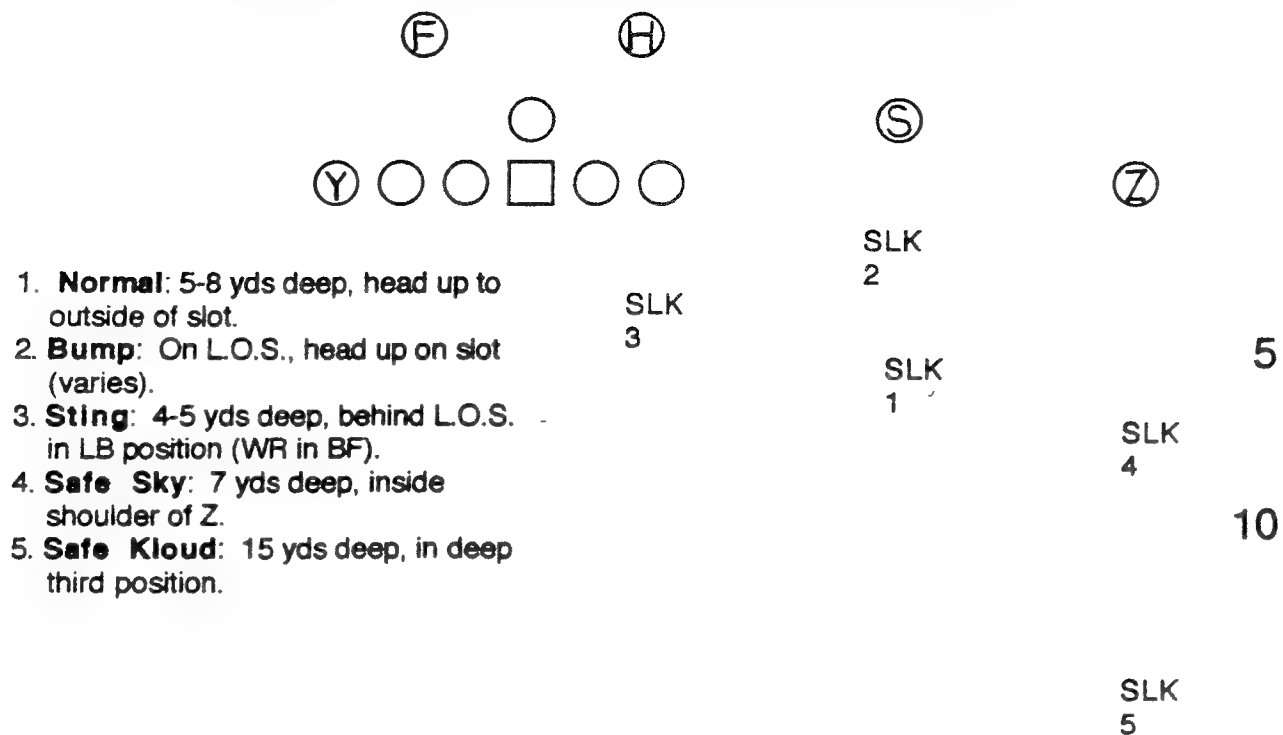 F H
S
Y Z
SLK
2
1. Normal: 5-8 yds deep, head up to
outside of slot.
SLK
3
2. Bump: On L.O.S., head up on slot
(varies).
5
SLK
1
3. Sting: 4-5 yds deep, behind L.O.S.
in LB position (WR in BF).
SLK
4
4. Safe Sky: 7 yds deep, inside
shoulder of Z.
10
5. Safe Kloud: 15 yds deep, in deep
third position.
SLK
5